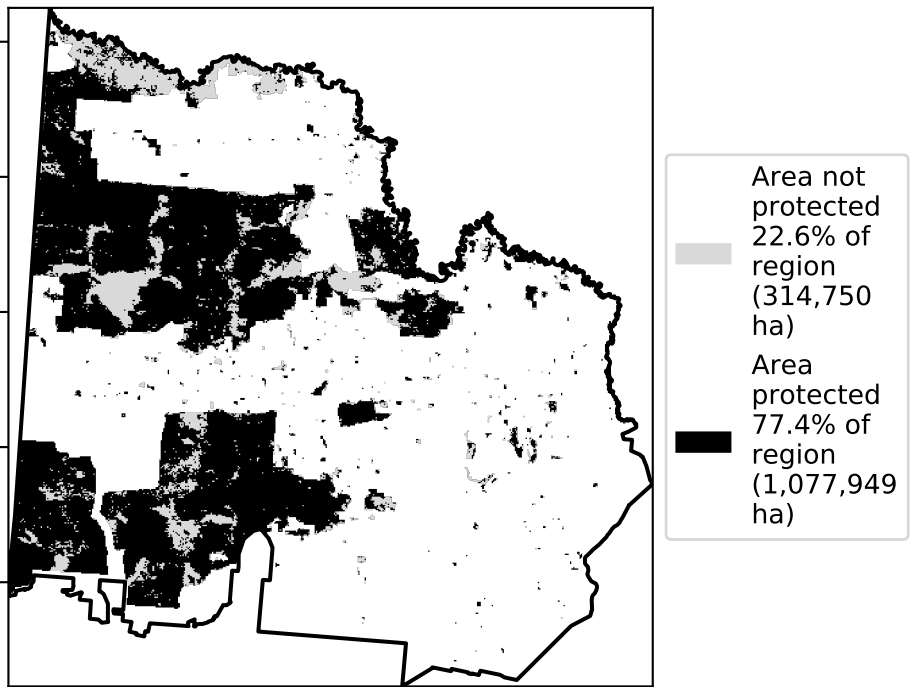 Area not
protected
22.6% of
region
(314,750
ha)
Area
protected
77.4% of
region
(1,077,949
ha)